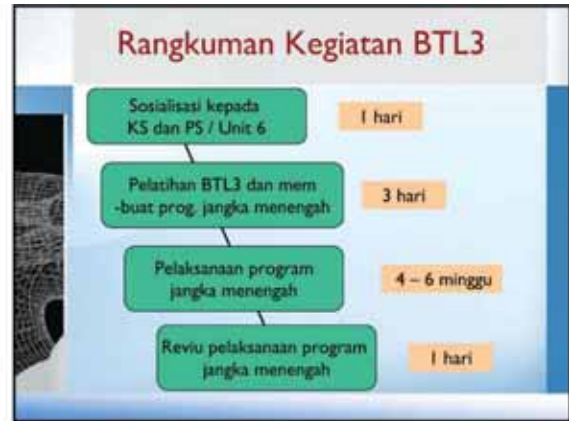 Rangkuman Kegiatan BTL3
Sosialisasi kepada
KS dan PS / Unit 6
1 hari
Pelatihan BTL3 dan mem
-buat prog. jangka menengah
3 hari
Pelaksanaan program
jangka menengah
4 – 6 minggu
Reviu pelaksanaan program
jangka menengah
1 hari